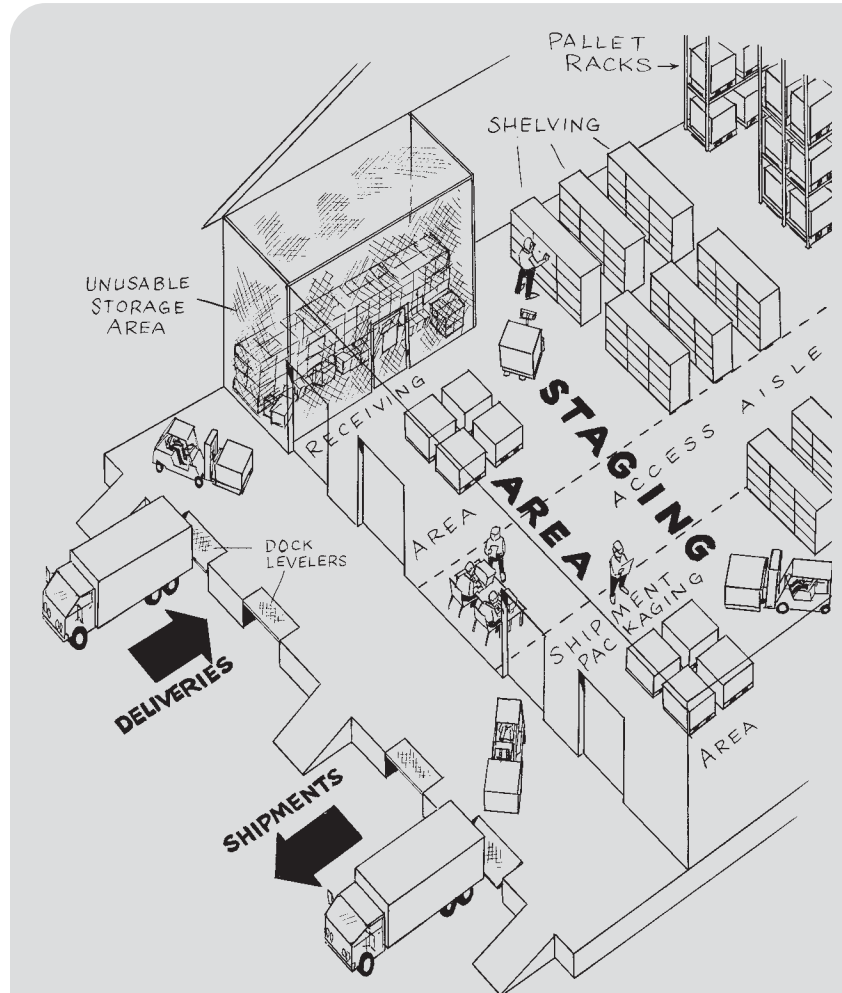 PALLET
RACKS
SHELVING
UNUSABLE
STORAGE
AREA
RECEIVING
AREA
STAGING
AREA
ACCESS AISLE
DOCK
LEVELERS
SHIPMENT
PACKAGING
AREA
DELIVERIES
SHIPMENTS